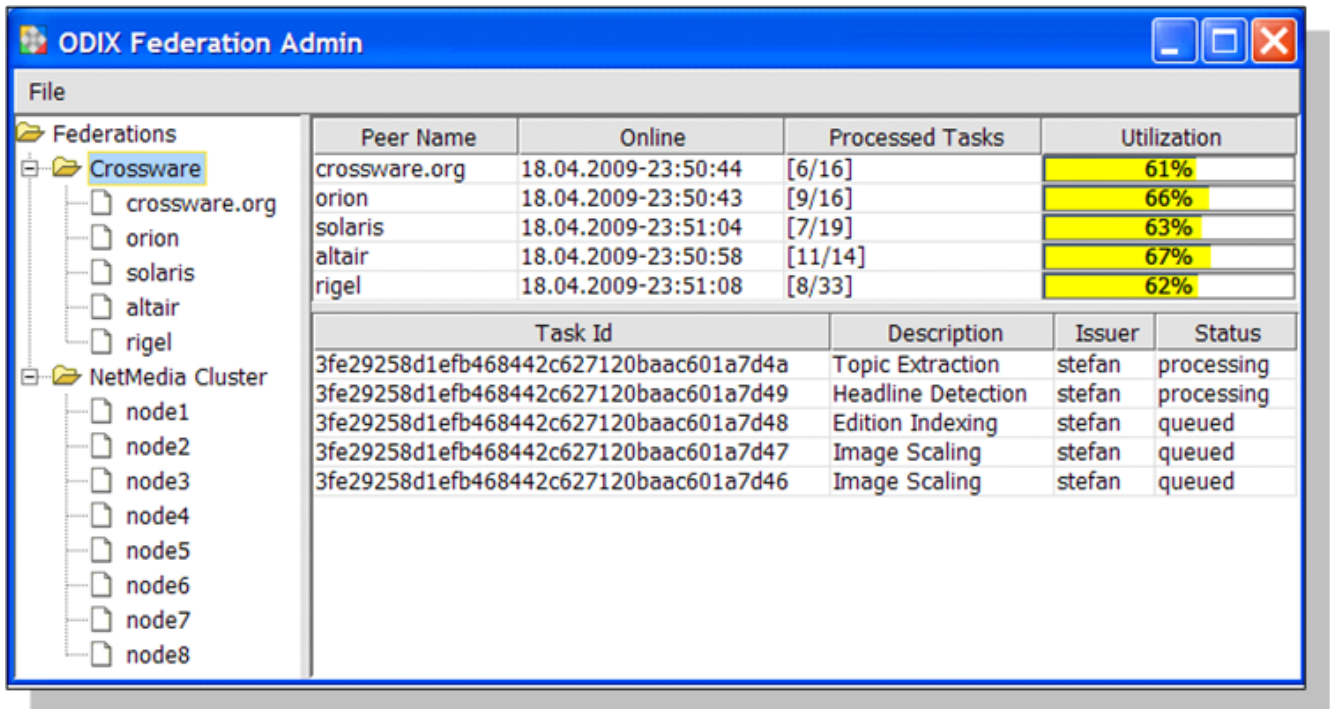 ODIX Federation Admin
File
Federations
Crossware
crossware.org
orion
solaris
altair
rigel
NetMedia Cluster
node1
node2
node3
node4
node5
node6
node7
node8
Peer Name Online Processed Tasks Utilization
crossware.org 18.04.2009-23:50:44 [6/16] 61%
orion 18.04.2009-23:50:43 [9/16] 66%
solaris 18.04.2009-23:51:04 [7/19] 63%
altair 18.04.2009-23:50:58 [11/14] 67%
rigel 18.04.2009-23:51:08 [8/33] 62%
Task Id Description Issuer Status
3fe29258d1efb468442c627120baac601a7d4a Topic Extraction stefan processing
3fe29258d1efb468442c627120baac601a7d49 Headline Detection stefan processing
3fe29258d1efb468442c627120baac601a7d48 Edition Indexing stefan queued
3fe29258d1efb468442c627120baac601a7d47 Image Scaling stefan queued
3fe29258d1efb468442c627120baac601a7d46 Image Scaling stefan queued